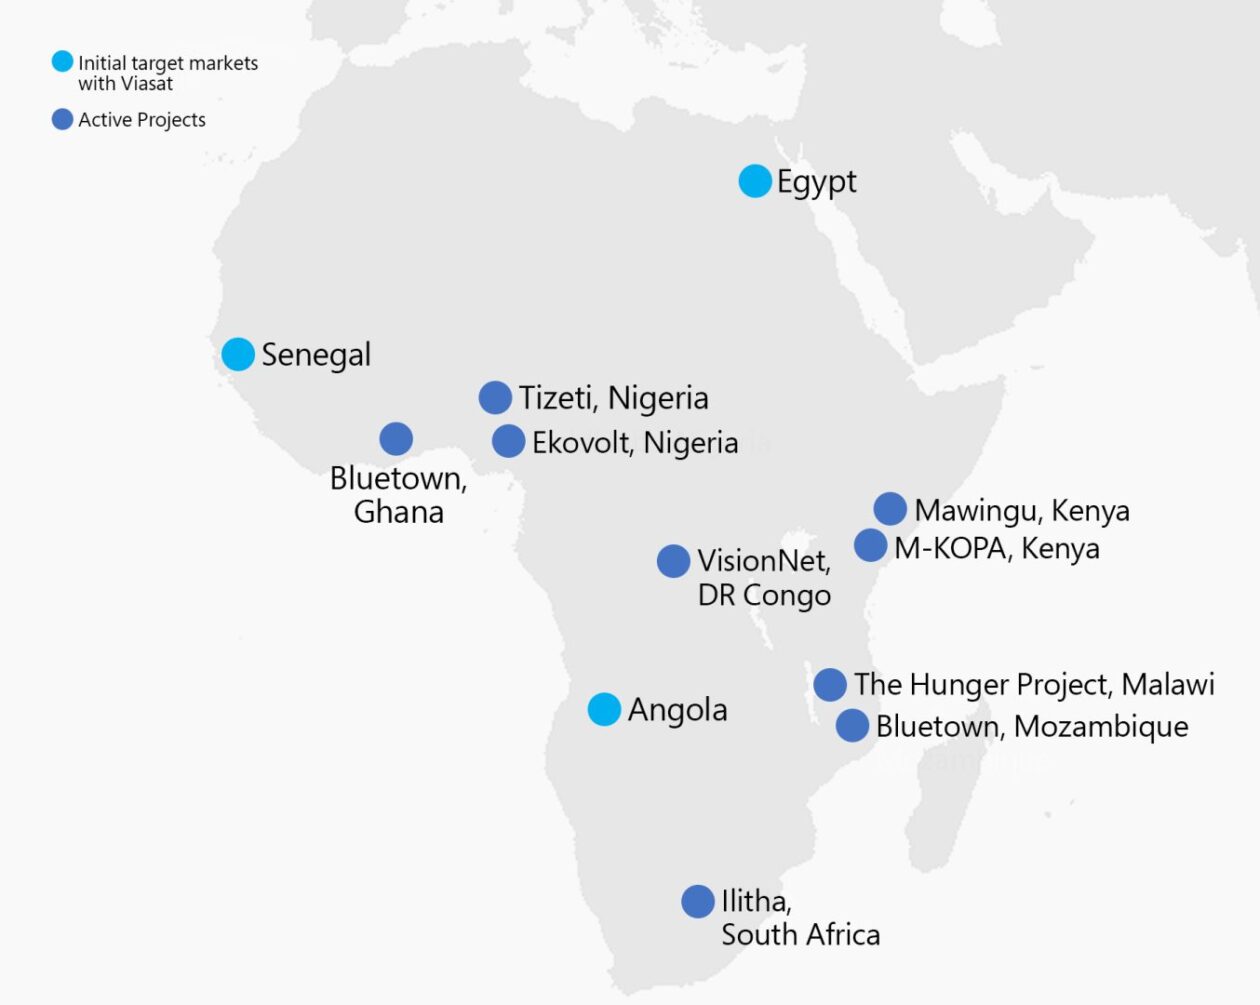 Initial target markets
with Viasat
Active Projects
Egypt
Senegal
Tizeti, Nigeria
Ekovolt, Nigeria
Bluetown,
Ghana
Mawingu, Kenya
M-KOPA, Kenya
VisionNet,
DR Congo
The Hunger Project, Malawi
Angola
Bluetown, Mozambique
Ilitha,
South Africa